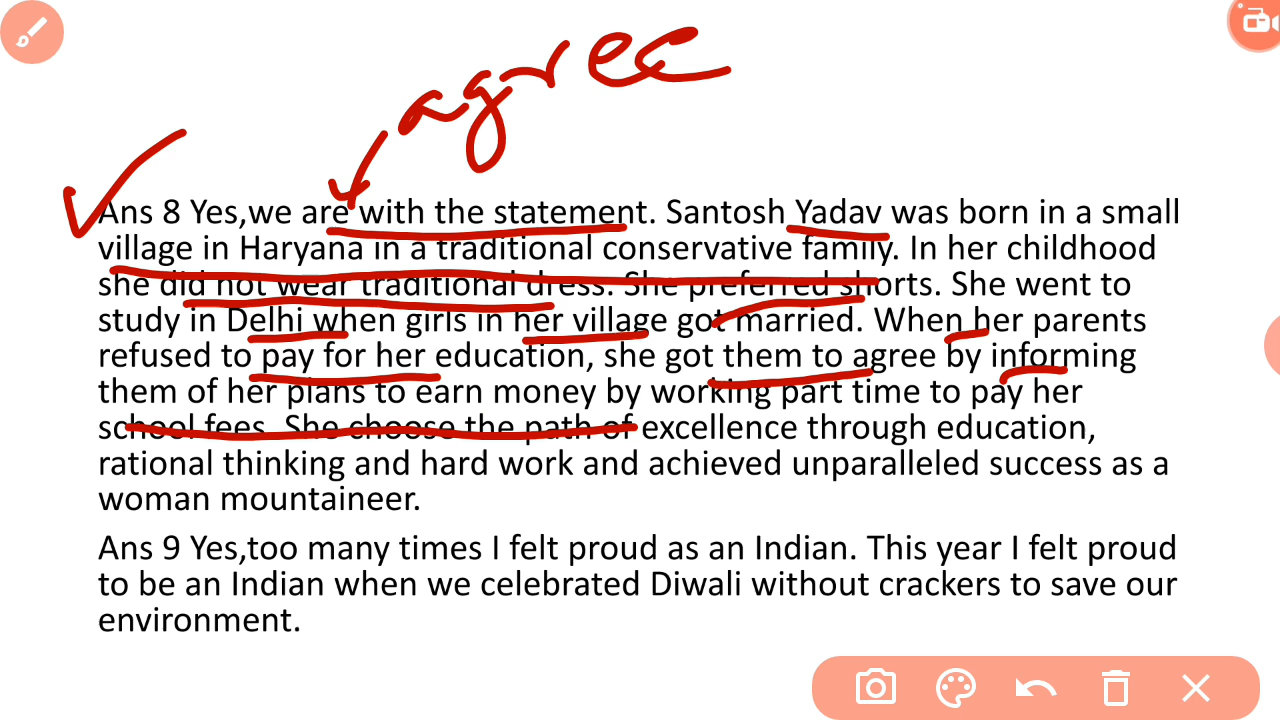 agree
Ans 8 Yes,we are with the statement. Santosh Yadav was born in a small
village in Haryana in a traditional conservative family. In her childhood
she did not wear traditional dress. She preferred shorts. She went to
study in Delhi when girls in her village got married. When her parents
refused to pay for her education, she got them to agree by informing
them of her plans to earn money by working part time to pay her
school fees. She choose the path of excellence through education,
rational thinking and hard work and achieved unparalleled success as a
woman mountaineer.
Ans 9 Yes,too many times I felt proud as an Indian. This year I felt proud
to be an Indian when we celebrated Diwali without crackers to save our
environment.